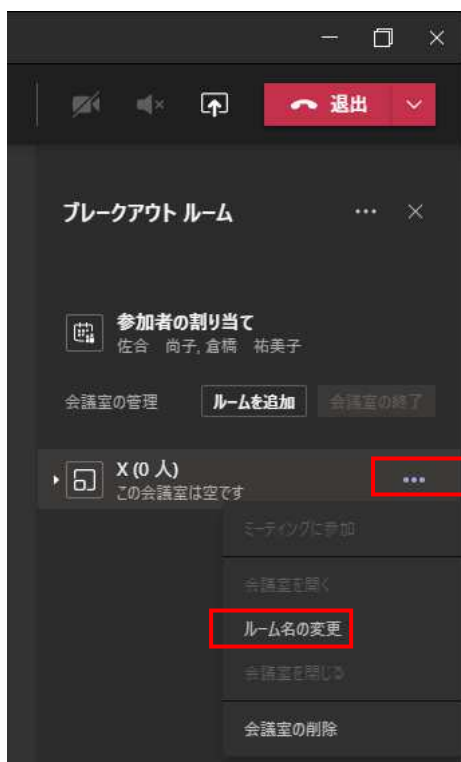 退出
ブレークアウト ルーム
参加者の割り当て
佐合 尚子, 倉橋 祐美子
会議室の管理
ルームを追加
会議室の終了
X (0 人)
この会議室は空です
ミーティングに参加
会議室を開く
ルーム名の変更
会議室を閉じる
会議室の削除